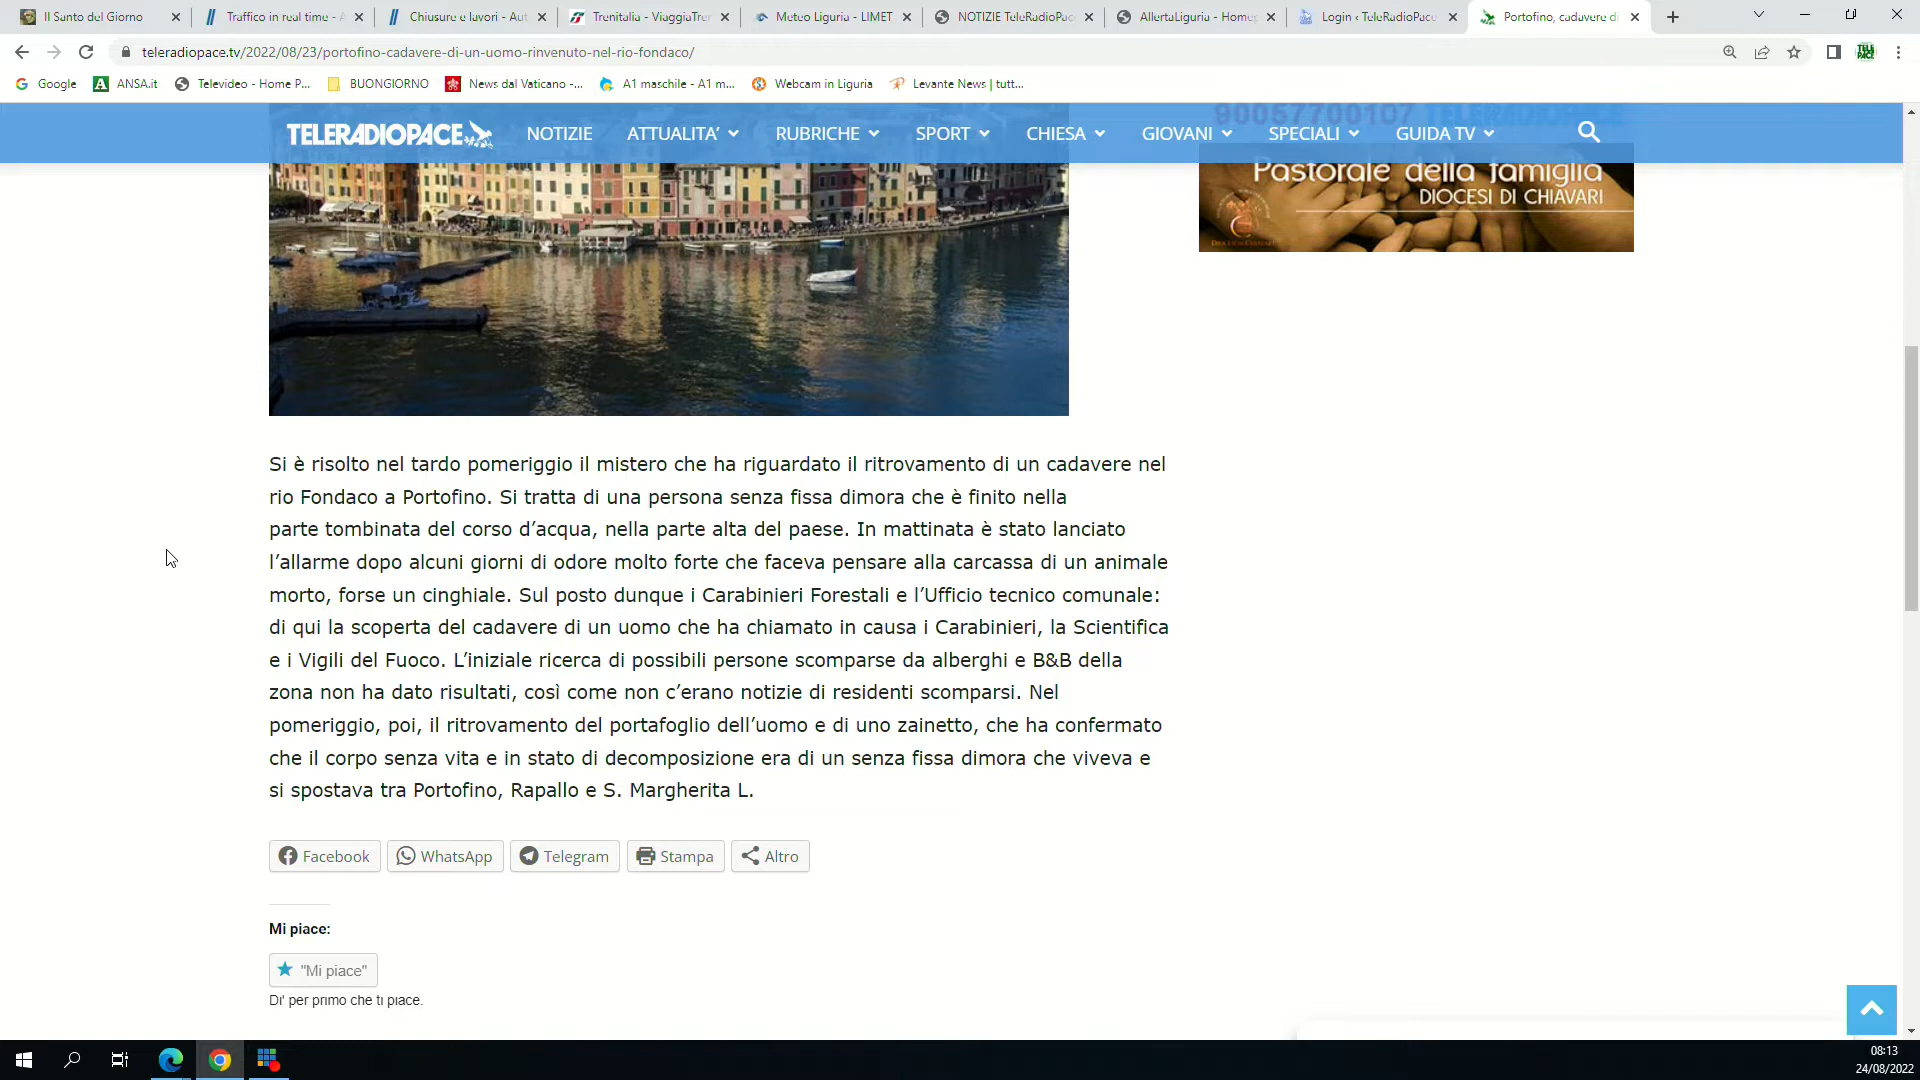 Il Santo del Giorno
Traffico in real time - A
Chiusure e lavori - Aut
Trenitalia - ViaggiaTren
Meteo Liguria - LIMET
NOTIZIE TeleRadioPac
AllertaLiguria - Homep
Login ‹ TeleRadioPace
Portofino, cadavere di
teleradiopace.tv/2022/08/23/portofino-cadavere-di-un-uomo-rinvenuto-nel-rio-fondaco/
TELE PACE
Google
ANSA.it
Televideo - Home P...
BUONGIORNO
News dal Vaticano -...
A1 maschile - A1 m...
Webcam in Liguria
Levante News | tutt...
90057700107 TELERADIOPACE
TELERADIOPACE
NOTIZIE
ATTUALITA’
RUBRICHE
SPORT
CHIESA
GIOVANI
SPECIALI
GUIDA TV
Pastorale della famiglia
DIOCESI DI CHIAVARI
Si è risolto nel tardo pomeriggio il mistero che ha riguardato il ritrovamento di un cadavere nel
rio Fondaco a Portofino. Si tratta di una persona senza fissa dimora che è finito nella
parte tombinata del corso d’acqua, nella parte alta del paese. In mattinata è stato lanciato
l’allarme dopo alcuni giorni di odore molto forte che faceva pensare alla carcassa di un animale
morto, forse un cinghiale. Sul posto dunque i Carabinieri Forestali e l’Ufficio tecnico comunale:
di qui la scoperta del cadavere di un uomo che ha chiamato in causa i Carabinieri, la Scientifica
e i Vigili del Fuoco. L’iniziale ricerca di possibili persone scomparse da alberghi e B&B della
zona non ha dato risultati, così come non c’erano notizie di residenti scomparsi. Nel
pomeriggio, poi, il ritrovamento del portafoglio dell’uomo e di uno zainetto, che ha confermato
che il corpo senza vita e in stato di decomposizione era di un senza fissa dimora che viveva e
si spostava tra Portofino, Rapallo e S. Margherita L.
Facebook
WhatsApp
Telegram
Stampa
Altro
Mi piace:
"Mi piace"
Di' per primo che ti piace.
08:13
24/08/2022